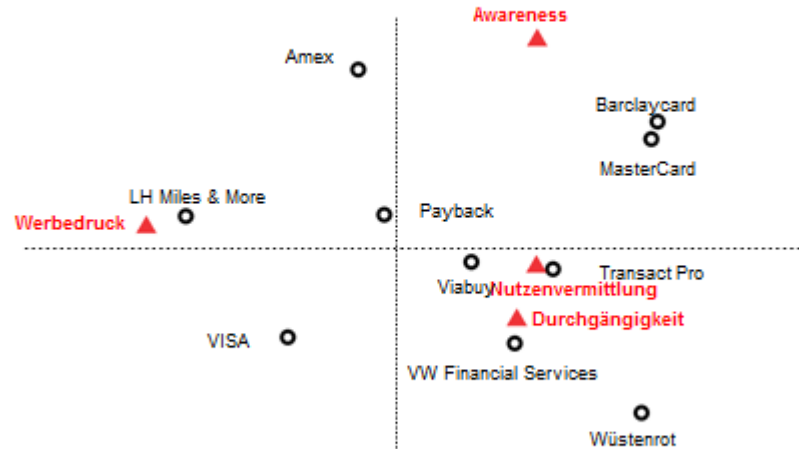 Awareness
Amex
Barclaycard
MasterCard
LH Miles & More
Werbedruck
Payback
Viabuy
Transact Pro
Nutzenvermittlung
Durchgängigkeit
VISA
VW Financial Services
Wüstenrot